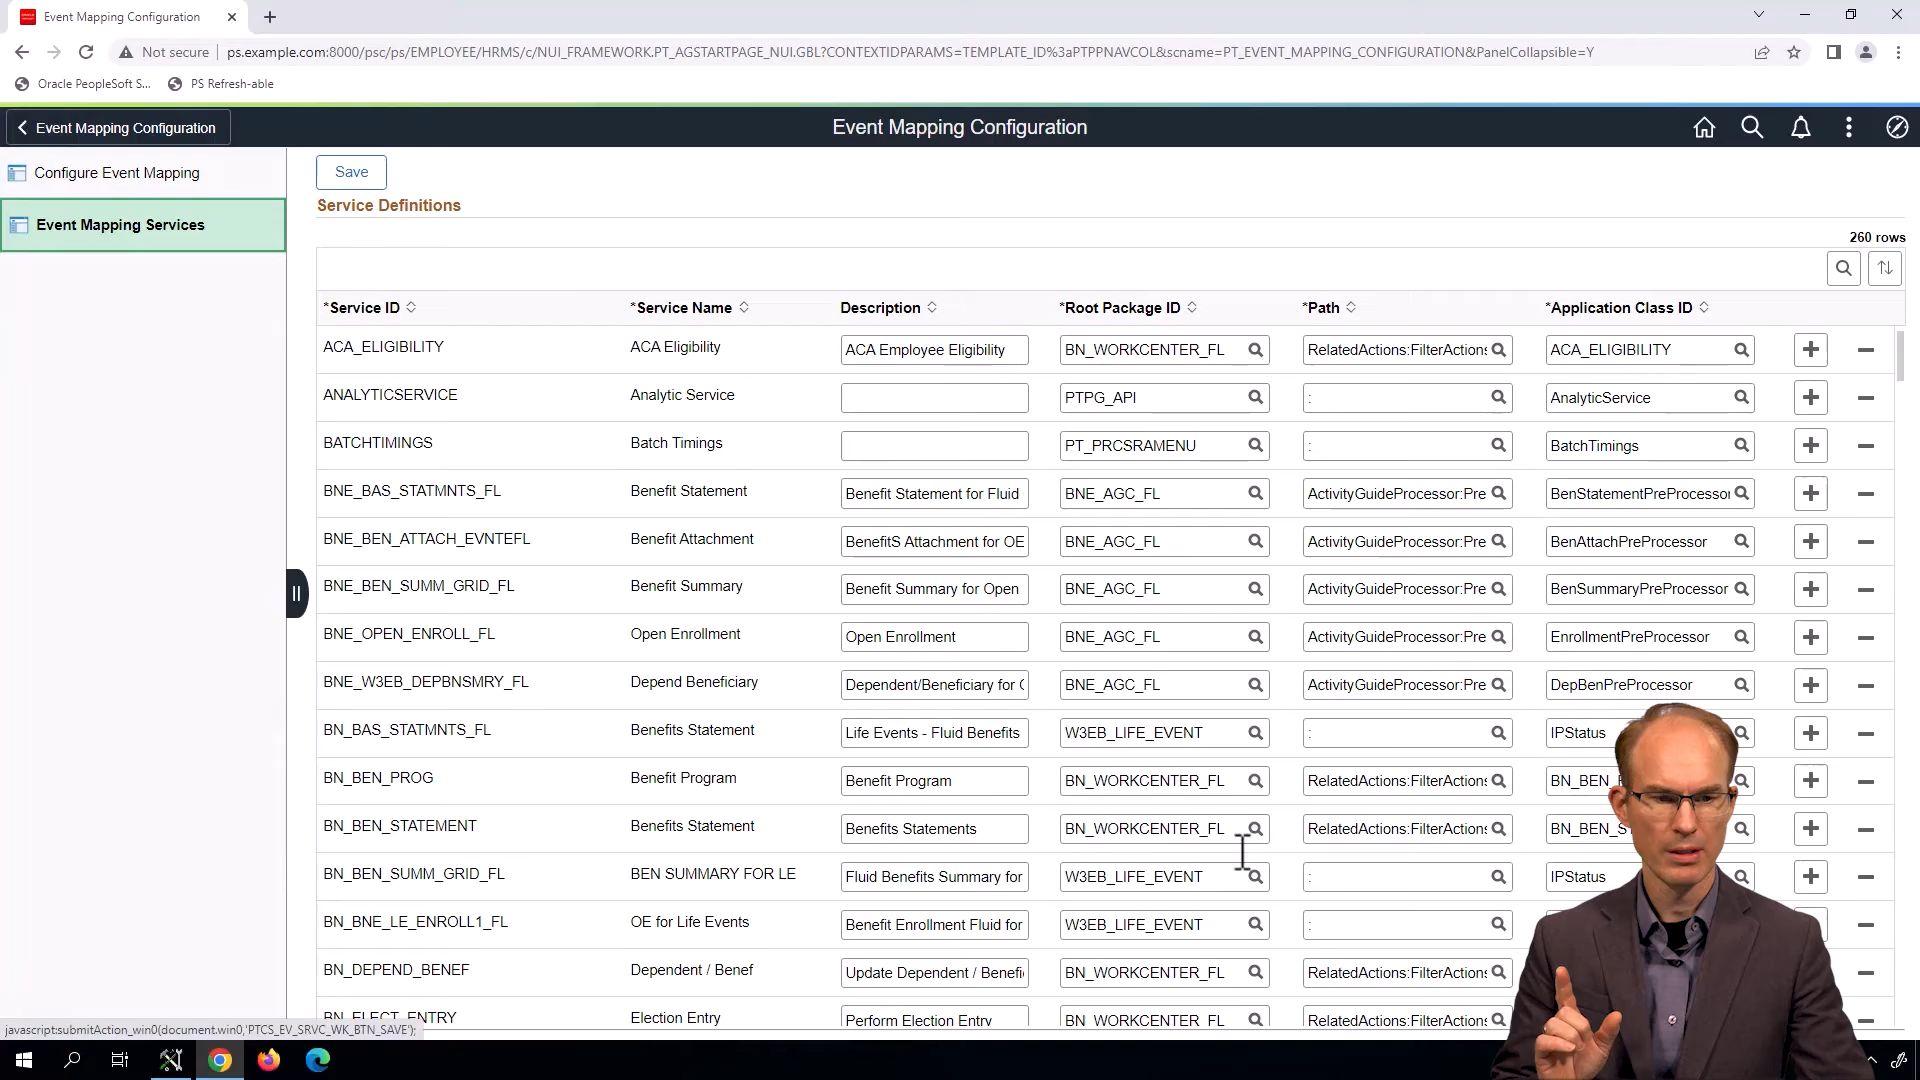 Event Mapping Configuration
Not secure ps.example.com:8000/psc/ps/EMPLOYEE/HRMS/c/NUI_FRAMEWORK.PT_AGSTARTPAGE_NUI.GBL?CONTEXTIDPARAMS=TEMPLATE_ID%3aPTPPNAVCOL&scname=PT_EVENT_MAPPING_CONFIGURATION&PanelCollapsible=Y
Oracle PeopleSoft S... PS Refresh-able
Event Mapping Configuration Event Mapping Configuration
Configure Event Mapping
Event Mapping Services
Save
Service Definitions
260 rows
*Service ID *Service Name Description *Root Package ID *Path *Application Class ID
ACA_ELIGIBILITY ACA Eligibility ACA Employee Eligibility BN_WORKCENTER_FL RelatedActions:FilterActions ACA_ELIGIBILITY
ANALYTICSERVICE Analytic Service PTPG_API : AnalyticService
BATCHTIMINGS Batch Timings PT_PRCSRAMENU : BatchTimings
BNE_BAS_STATMNTS_FL Benefit Statement Benefit Statement for Fluid BNE_AGC_FL ActivityGuideProcessor:Pre BenStatementPreProcessor
BNE_BEN_ATTACH_EVNTEFL Benefit Attachment BenefitS Attachment for OE BNE_AGC_FL ActivityGuideProcessor:Pre BenAttachPreProcessor
BNE_BEN_SUMM_GRID_FL Benefit Summary Benefit Summary for Open BNE_AGC_FL ActivityGuideProcessor:Pre BenSummaryPreProcessor
BNE_OPEN_ENROLL_FL Open Enrollment Open Enrollment BNE_AGC_FL ActivityGuideProcessor:Pre EnrollmentPreProcessor
BNE_W3EB_DEPBNSMRY_FL Depend Beneficiary Dependent/Beneficiary for BNE_AGC_FL ActivityGuideProcessor:Pre DepBenPreProcessor
BN_BAS_STATMNTS_FL Benefits Statement Life Events - Fluid Benefits W3EB_LIFE_EVENT : IPStatus
BN_BEN_PROG Benefit Program Benefit Program BN_WORKCENTER_FL RelatedActions:FilterActions BN_BEN_
BN_BEN_STATEMENT Benefits Statement Benefits Statements BN_WORKCENTER_FL RelatedActions:FilterActions BN_BEN_S
BN_BEN_SUMM_GRID_FL BEN SUMMARY FOR LE Fluid Benefits Summary for W3EB_LIFE_EVENT : IPStatus
BN_BNE_LE_ENROLL1_FL OE for Life Events Benefit Enrollment Fluid for W3EB_LIFE_EVENT :
BN_DEPEND_BENEF Dependent / Benef Update Dependent / Benefi BN_WORKCENTER_FL RelatedActions:FilterActions
BN_ELECT_ENTRY Election Entry Perform Election Entry BN_WORKCENTER_FL RelatedActions:FilterActions
javascript:submitAction_win0(document.win0,'PTCS_EV_SRVC_WK_BTN_SAVE');